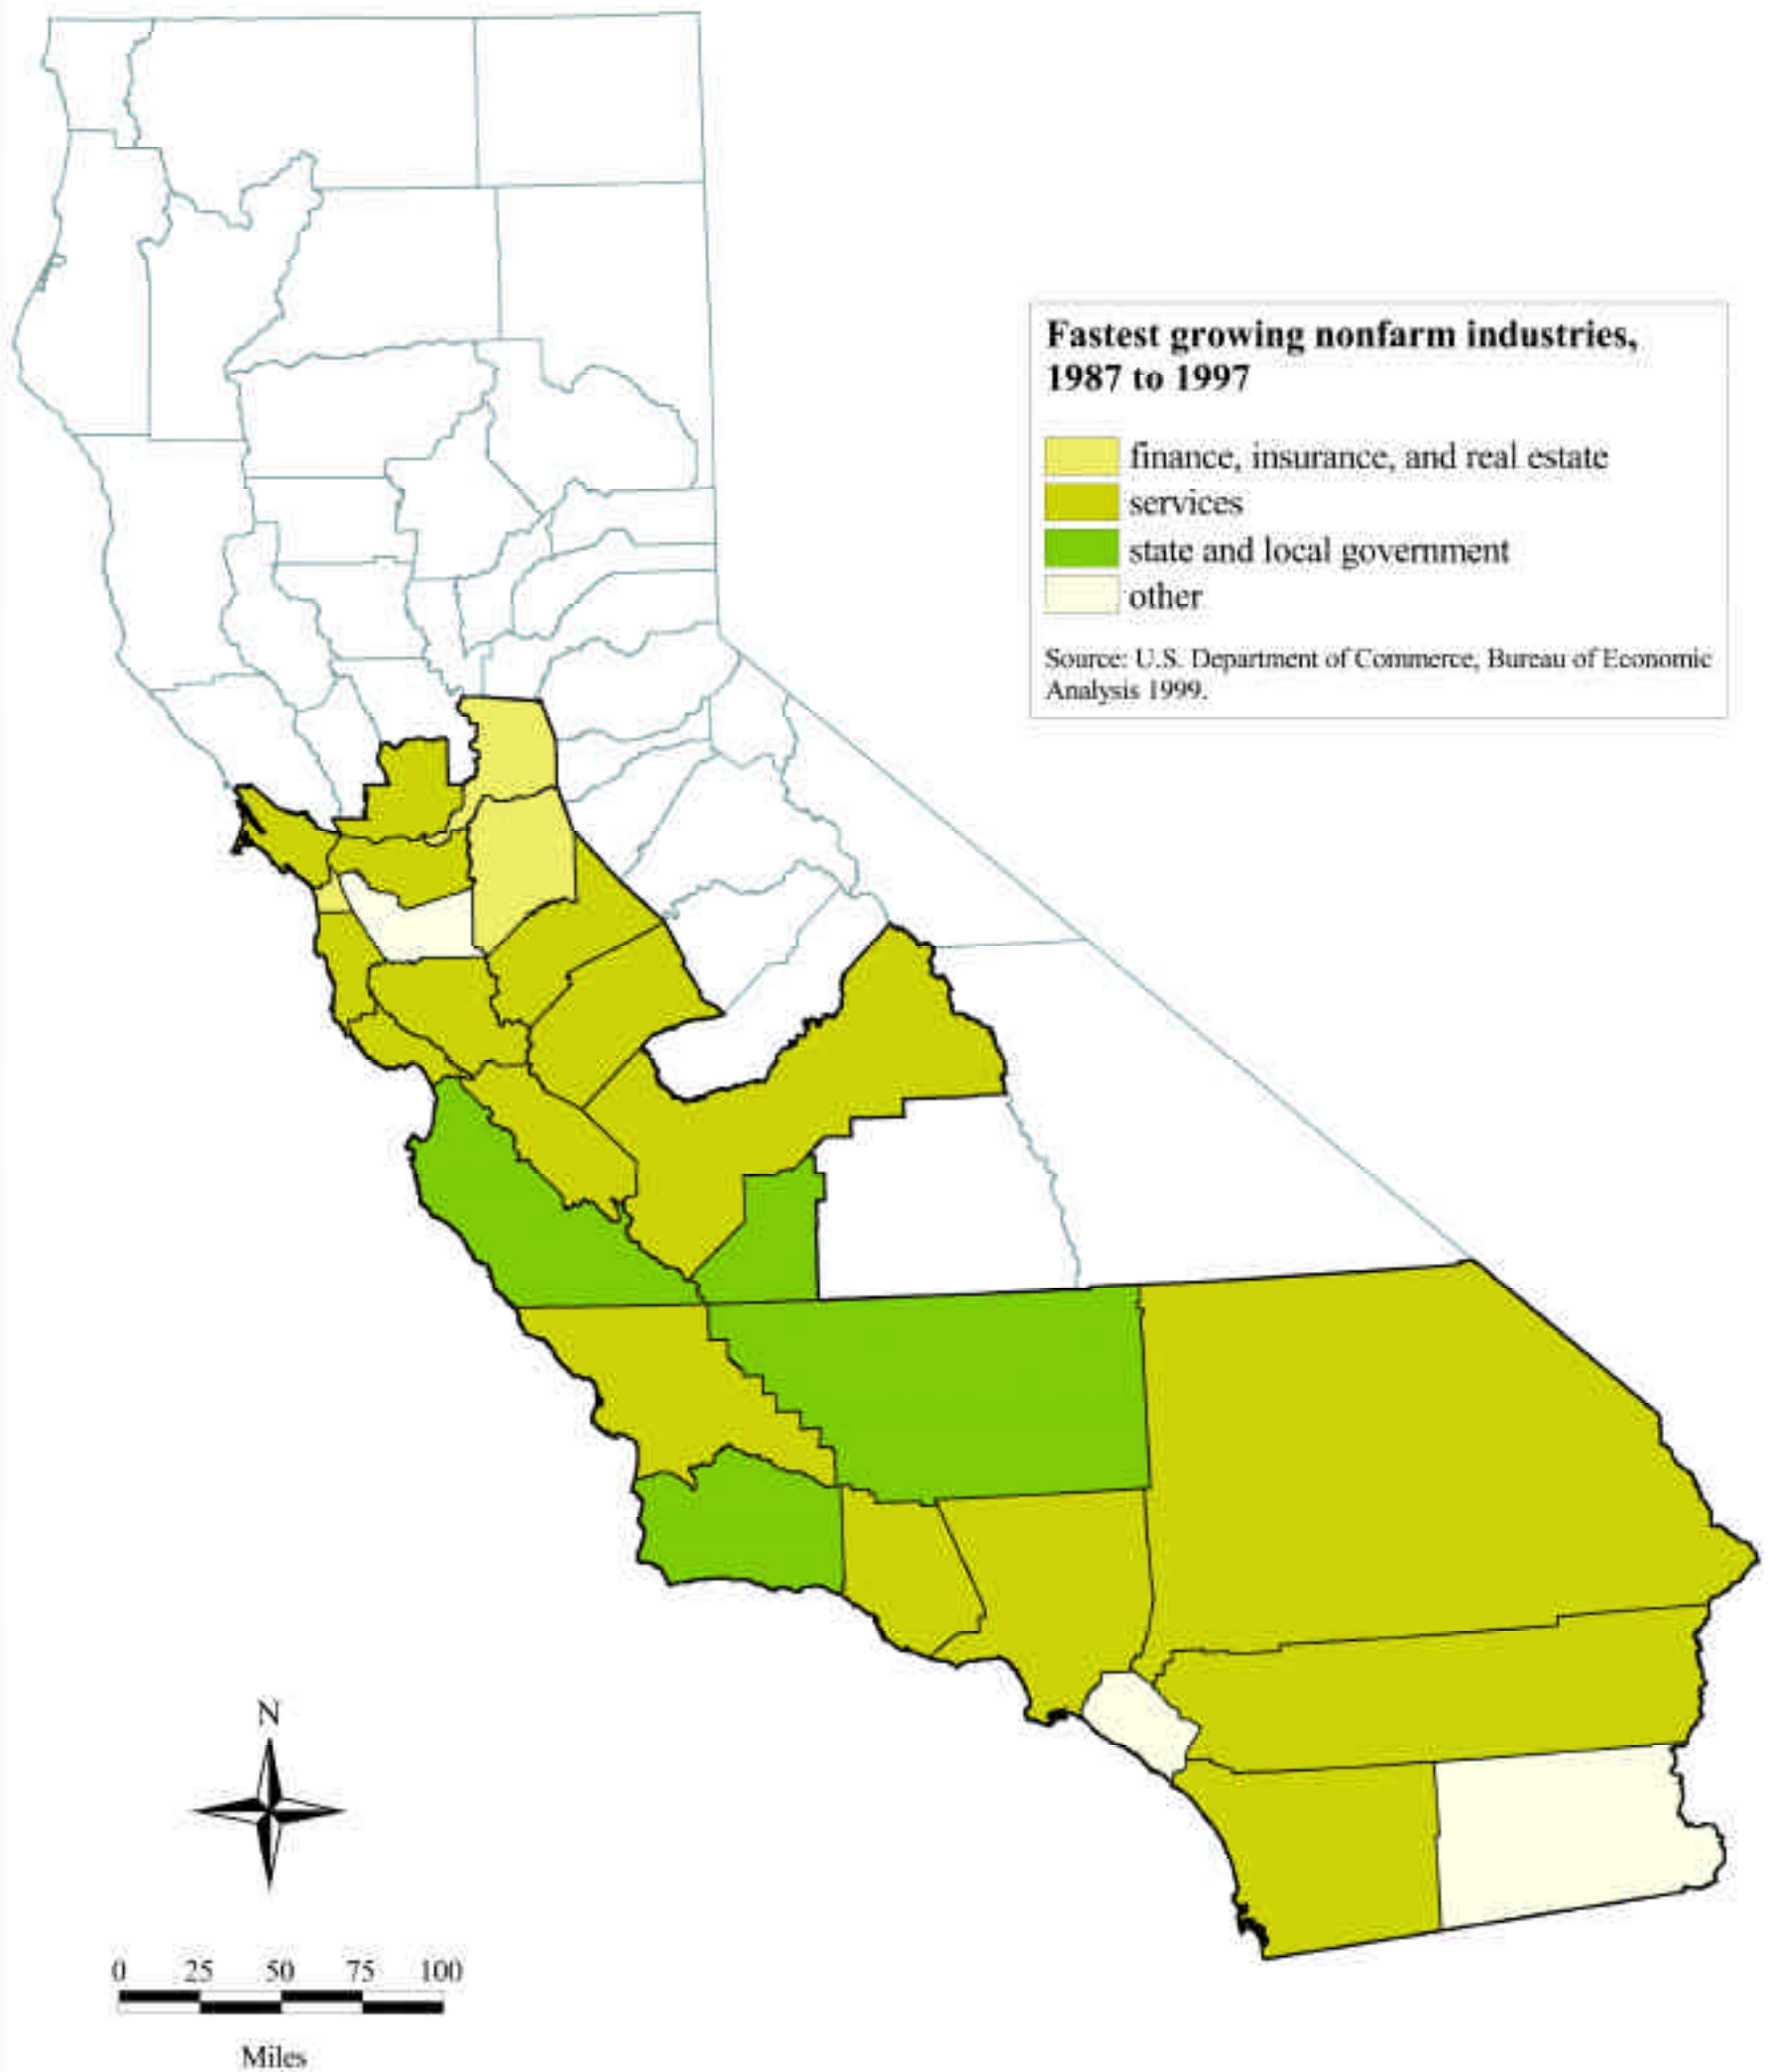 Fastest growing nonfarm industries,
1987 to 1997
finance, insurance, and real estate
services
state and local government
other
Source: U.S. Department of Commerce, Bureau of Economic
Analysis 1999.
N
0 25 50 75 100
Miles